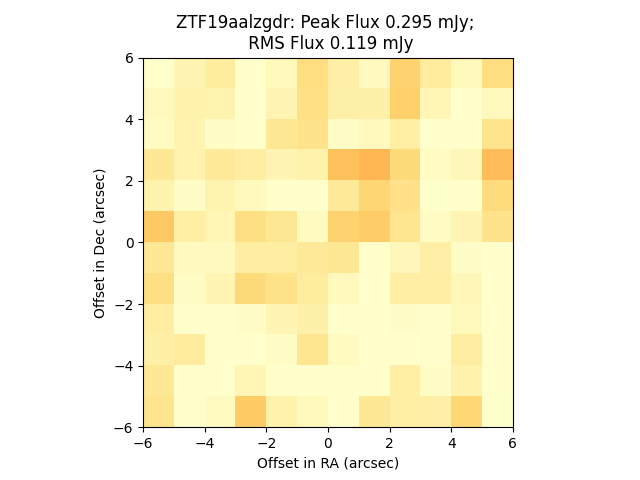 ZTF19aalzgdr: Peak Flux 0.295 mJy;
RMS Flux 0.119 mJy
6
4
2
0
−2
−4
−6
Offset in Dec (arcsec)
−6 −4 −2 0 2 4 6
Offset in RA (arcsec)